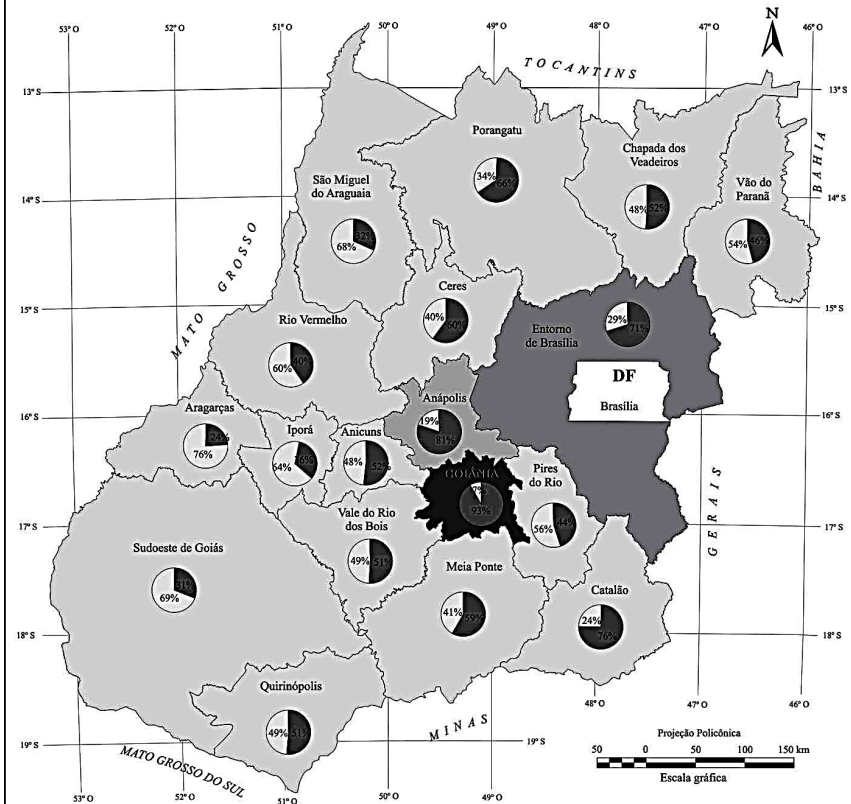 N
53°O
52°O
51°O
50°O
49°O
48°O
47°O
46°O
TOCANTINS
13°S
13°S
Porangatu
34%
66%
Chapada dos
Veadeiros
48%
52%
BAHIA
São Miguel
do Araguaia
32%
68%
Vão do
Paranã
54%
46%
14°S
14°S
MATO GROSSO
Ceres
40%
60%
15°S
15°S
Rio Vermelho
60%
40%
Entorno
de Brasília
29%
71%
DF
Brasília
Aragarças
24%
76%
Anápolis
19%
81%
16°S
16°S
Iporá
64%
Anicuns
48%
52%
GOIÂNIA
7%
93%
Pires
do Rio
56%
44%
GERAIS
17°S
17°S
Vale do Rio
dos Bois
49%
51%
Sudoeste de Goiás
31%
69%
Meia Ponte
41%
59%
Catalão
24%
76%
18°S
18°S
Quirinópolis
49%
51%
MINAS
48°O
47°O
46°O
19°S
19°S
MATO GROSSO DO SUL
Projeção Policônica
50
0
50
100
150 km
Escala gráfica
53°O
52°O
51°O
50°O
49°O